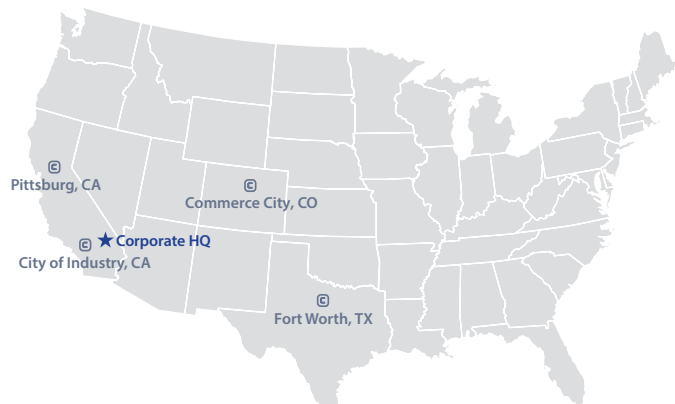 Pittsburg, CA
Commerce City, CO
Corporate HQ
City of Industry, CA
Fort Worth, TX